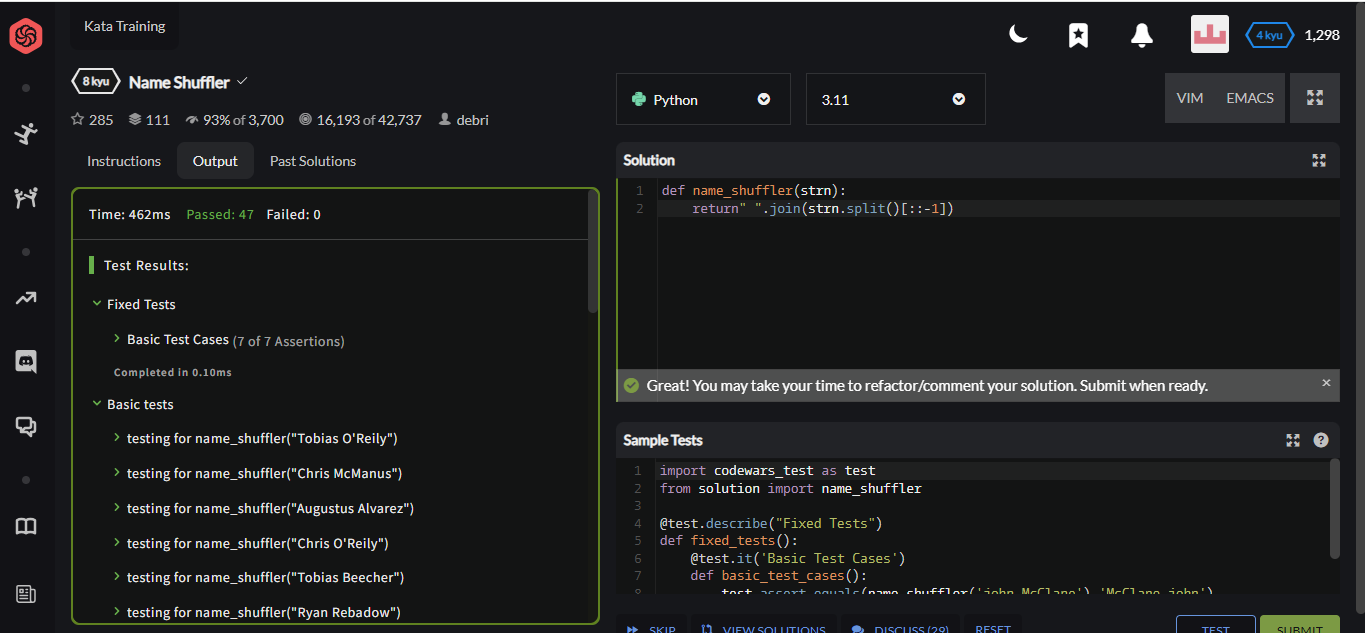 Kata Training
4 kyu 1,298
8 kyu Name Shuffler
285 111 93% of 3,700 16,193 of 42,737 debri
Instructions Output Past Solutions
Time: 462ms Passed: 47 Failed: 0
Test Results:
Fixed Tests
Basic Test Cases (7 of 7 Assertions)
Completed in 0.10ms
Basic tests
testing for name_shuffler("Tobias O'Reily")
testing for name_shuffler("Chris McManus")
testing for name_shuffler("Augustus Alvarez")
testing for name_shuffler("Chris O'Reily")
testing for name_shuffler("Tobias Beecher")
testing for name_shuffler("Ryan Rebadow")
Python 3.11 VIM EMACS
Solution
1 def name_shuffler(strn):
2 return" ".join(strn.split()[::-1])
Great! You may take your time to refactor/comment your solution. Submit when ready.
Sample Tests
1 import codewars_test as test
2 from solution import name_shuffler
3
4 @test.describe("Fixed Tests")
5 def fixed_tests():
6 @test.it('Basic Test Cases')
7 def basic_test_cases():
8 test.assert_equals(name_shuffler('john McClane'),'McClane john')
SKIP VIEW SOLUTIONS DISCUSS (29) RESET TEST SUBMIT